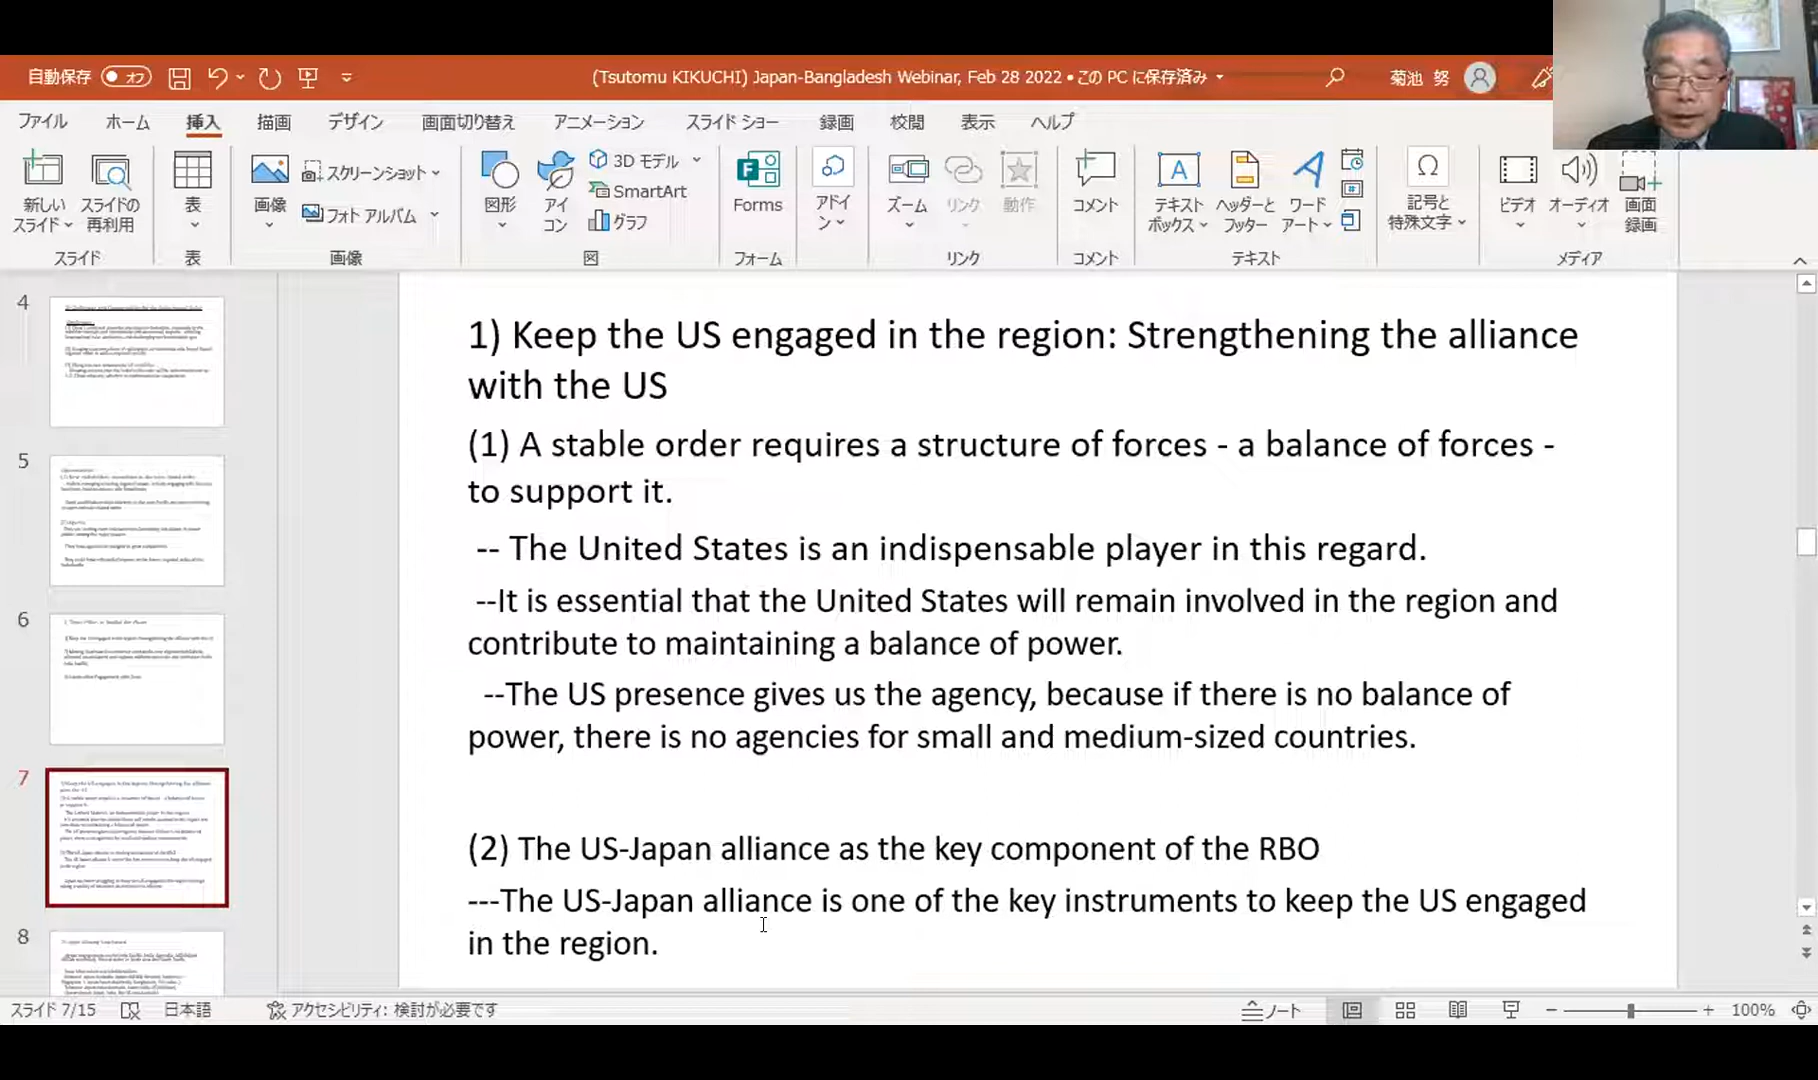 自動保存 オフ
(Tsutomu KIKUCHI) Japan-Bangladesh Webinar, Feb 28 2022 • この PC に保存済み
菊池 努
ファイル ホーム 挿入 描画 デザイン 画面切り替え アニメーション スライド ショー 録画 校閲 表示 ヘルプ
新しい
スライド
スライドの
再利用
スライド
表
表
画像
スクリーンショット
フォト アルバム
画像
図形
アイ
コン
3D モデル
SmartArt
グラフ
図
Forms
フォーム
アドイ
ン
ズーム
リンク
動作
リンク
コメント
コメント
テキスト
ボックス
ヘッダーと
フッター
ワード
アート
テキスト
記号と
特殊文字
ビデオ
オーディオ
画面
録画
メディア
4
5
6
7
8
1) Keep the US engaged in the region: Strengthening the alliance
with the US
(1) A stable order requires a structure of forces - a balance of forces -
to support it.
-- The United States is an indispensable player in this regard.
--It is essential that the United States will remain involved in the region and
contribute to maintaining a balance of power.
--The US presence gives us the agency, because if there is no balance of
power, there is no agencies for small and medium-sized countries.
(2) The US-Japan alliance as the key component of the RBO
---The US-Japan alliance is one of the key instruments to keep the US engaged
in the region.
スライド 7/15 日本語 アクセシビリティ: 検討が必要です ノート 100%